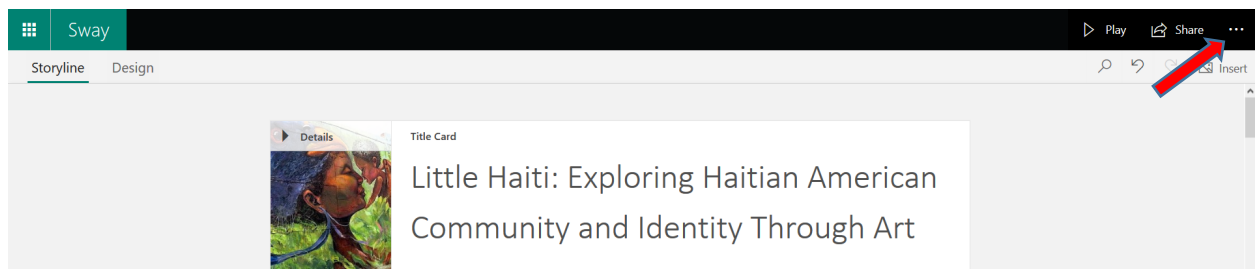 Sway
Play
Share
Storyline
Design
Insert
Details
Title Card
Little Haiti: Exploring Haitian American
Community and Identity Through Art